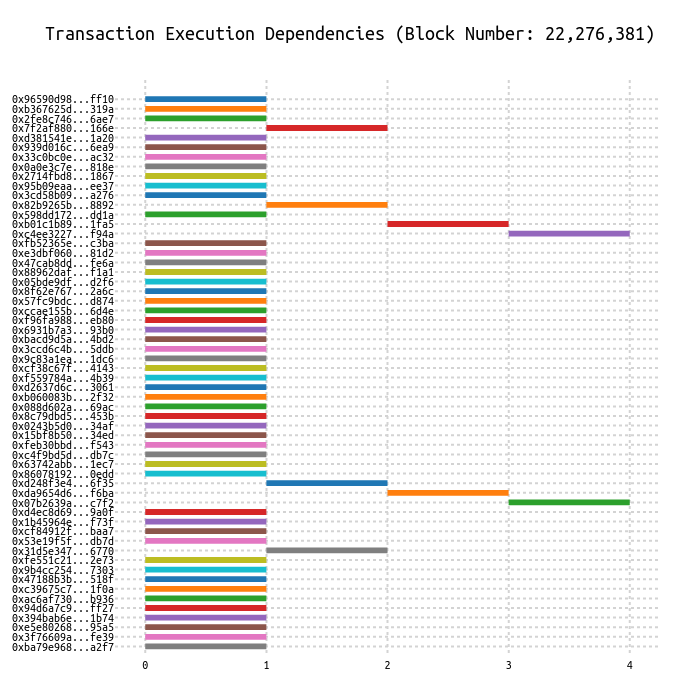 Transaction Execution Dependencies (Block Number: 22,276,381)
0x96590d98...ff10
0xb367625d...319a
0x2fe8c746...6ae7
0x7f2af880...166e
0xd381541e...1a20
0x939d016c...6ea9
0x33c0bc0e...ac32
0x0a0e3c7e...818e
0x2714fbd8...1867
0x95b09eaa...ee37
0x3cd58b09...a276
0x82b9265b...8892
0x598dd172...dd1a
0xb01c1b89...1fa5
0xc4ee3227...f94a
0xfb52365e...c3ba
0xe3dbf060...81d2
0x47cab8dd...fe6a
0x88962daf...f1a1
0x05bde9df...d2f6
0x8f62e767...2a6c
0x57fc9bdc...d874
0xccae155b...6d4e
0xf96fa988...eb80
0x6931b7a3...93b0
0xbacd9d5a...4bd2
0x3ccd6c4b...5ddb
0x9c83a1ea...1dc6
0xcf38c67f...4143
0xf559784a...4b39
0xd2637d6c...3061
0xb060083b...2f32
0x088d602a...69ac
0x8c79dbd5...453b
0x0243b5d0...34af
0x15bf8b50...34ed
0xfeb30bbd...f543
0xc4f9bd5d...db7c
0x63742abb...1ec7
0x86078192...0edd
0xd248f3e4...6f35
0xda9654d6...f6ba
0x07b2639a...c7f2
0xd4ec8d69...9a0f
0x1b45964e...f73f
0xcf84912f...baa7
0x53e19f5f...db7d
0x31d5e347...6770
0xfe551c21...2e73
0x9b4cc254...7303
0x47188b3b...518f
0xc39675c7...1f0a
0xac6af730...b936
0x94d6a7c9...ff27
0x394bab6e...1b74
0xe5e80268...95a5
0x3f76609a...fe39
0xba79e968...a2f7
0 1 2 3 4